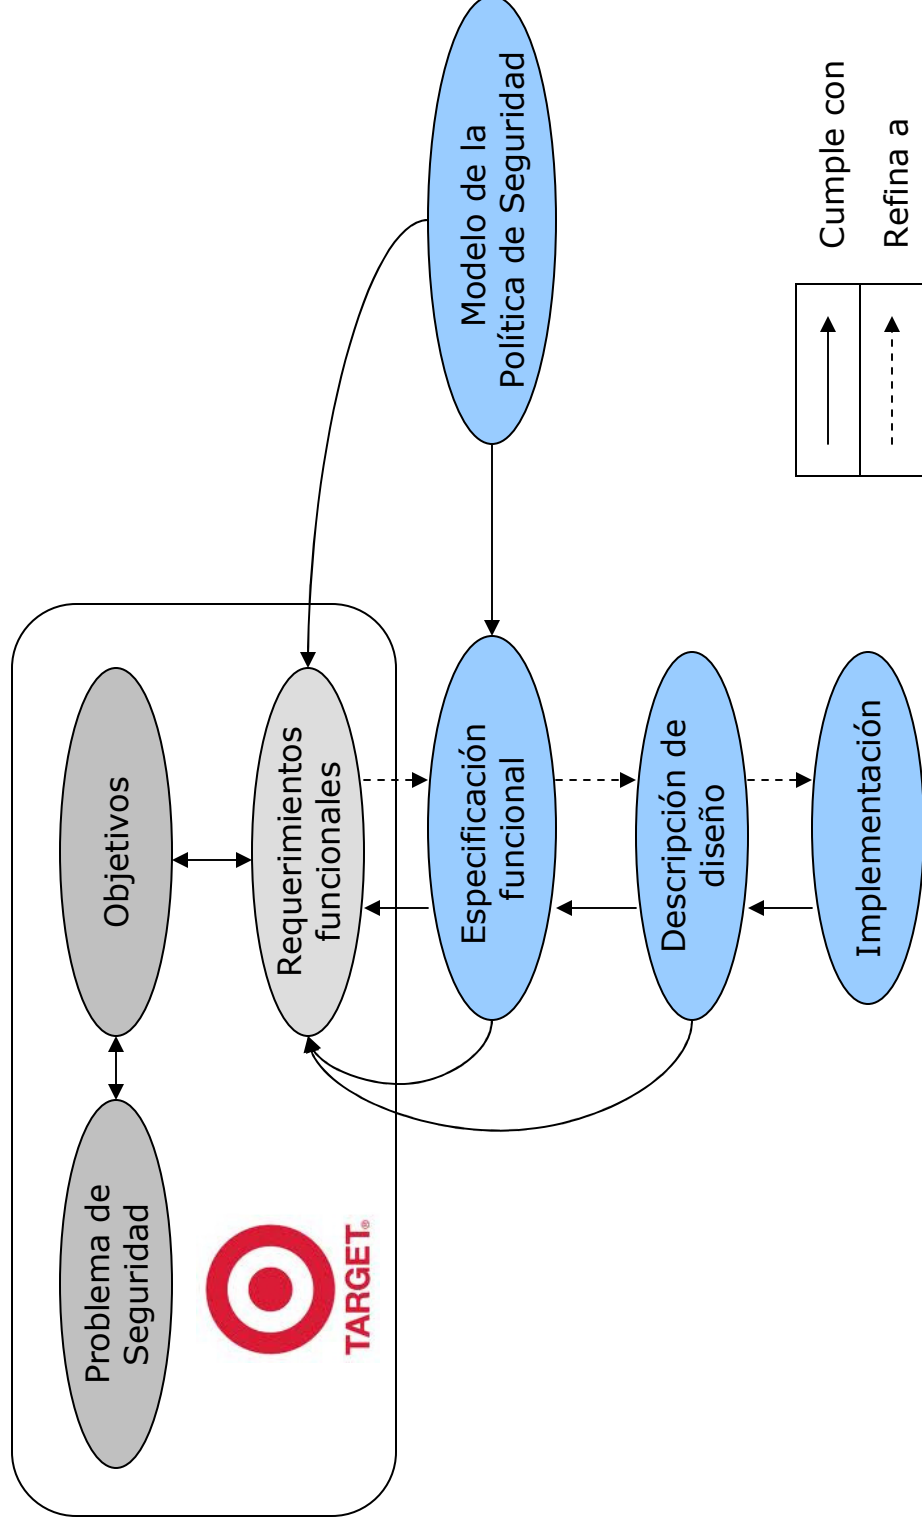 Problema de
Seguridad
Objetivos
TARGET®
Requerimientos
funcionales
Especificación
funcional
Modelo de la
Política de Seguridad
Descripción de
diseño
Implementación
Cumple con
Refina a